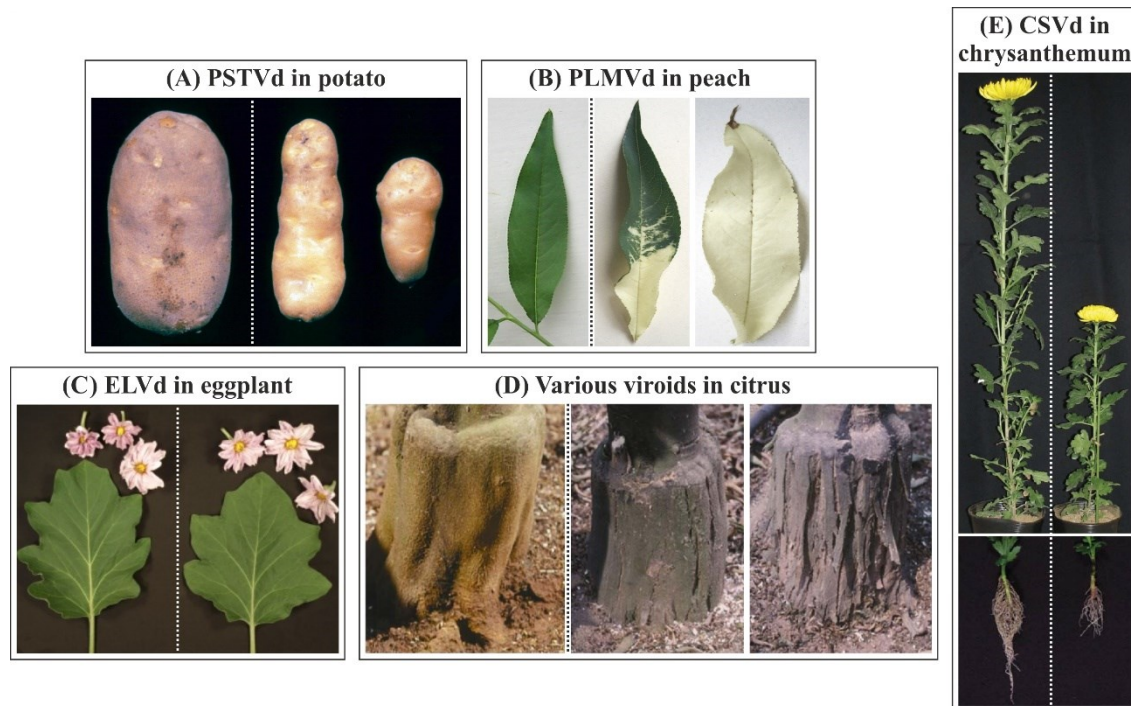 (A) PSTVd in potato
(B) PLMVd in peach
(C) ELVd in eggplant
(D) Various viroids in citrus
(E) CSVd in
chrysanthemum